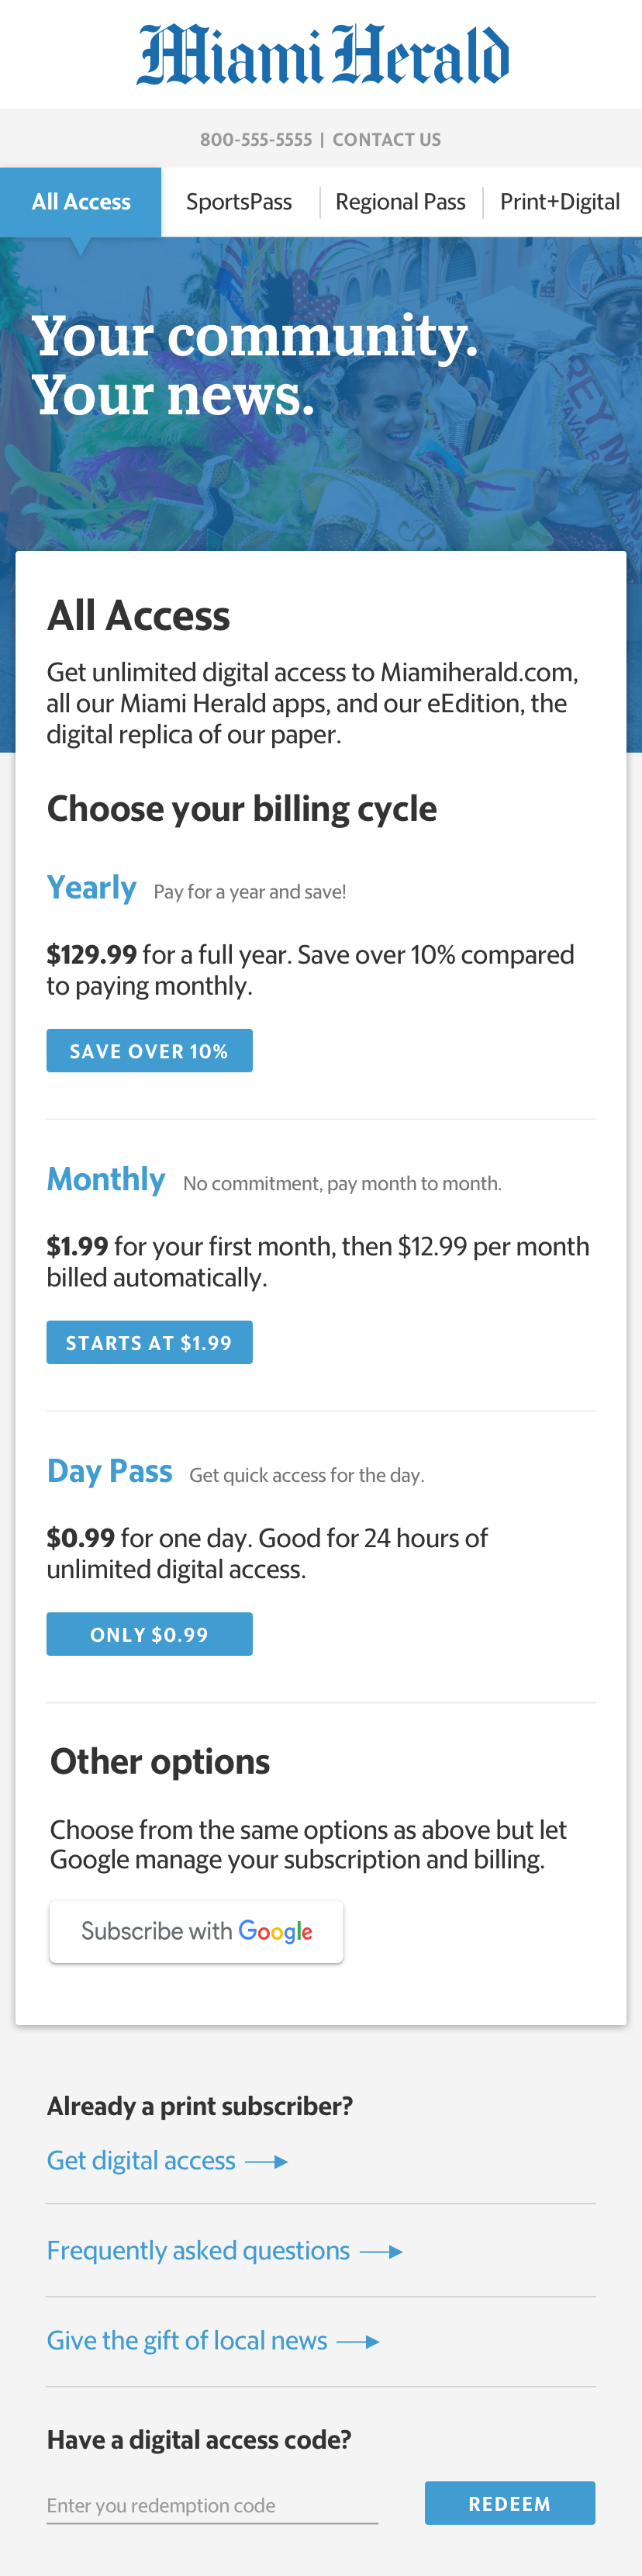 Miami Herald
800-555-5555 | CONTACT US
All Access SportsPass Regional Pass Print+Digital
Your community.
Your news.
All Access
Get unlimited digital access to Miamiherald.com,
all our Miami Herald apps, and our eEdition, the
digital replica of our paper.
Choose your billing cycle
Yearly Pay for a year and save!
$129.99 for a full year. Save over 10% compared
to paying monthly.
SAVE OVER 10%
Monthly No commitment, pay month to month.
$1.99 for your first month, then $12.99 per month
billed automatically.
STARTS AT $1.99
Day Pass Get quick access for the day.
$0.99 for one day. Good for 24 hours of
unlimited digital access.
ONLY $0.99
Other options
Choose from the same options as above but let
Google manage your subscription and billing.
Subscribe with Google
Already a print subscriber?
Get digital access
Frequently asked questions
Give the gift of local news
Have a digital access code?
Enter you redemption code
REDEEM